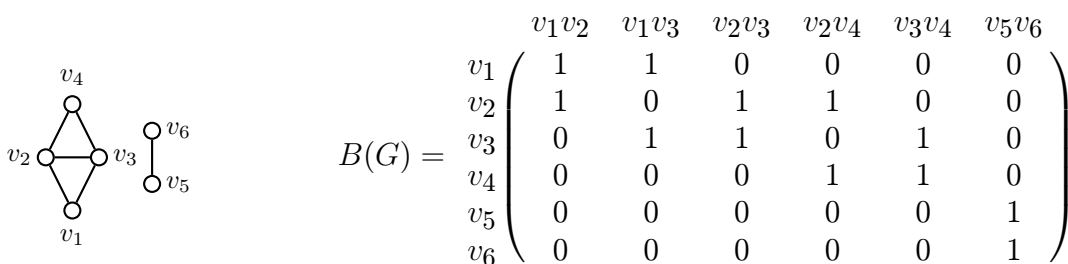 v₄
v₆
v₂ v₃
v₅
v₁
v₁v₂ v₁v₃ v₂v₃ v₂v₄ v₃v₄ v₅v₆
v₁ 1 1 0 0 0 0
v₂ 1 0 1 1 0 0
v₃ 0 1 1 0 1 0
B(G) =
v₄ 0 0 0 1 1 0
v₅ 0 0 0 0 0 1
v₆ 0 0 0 0 0 1